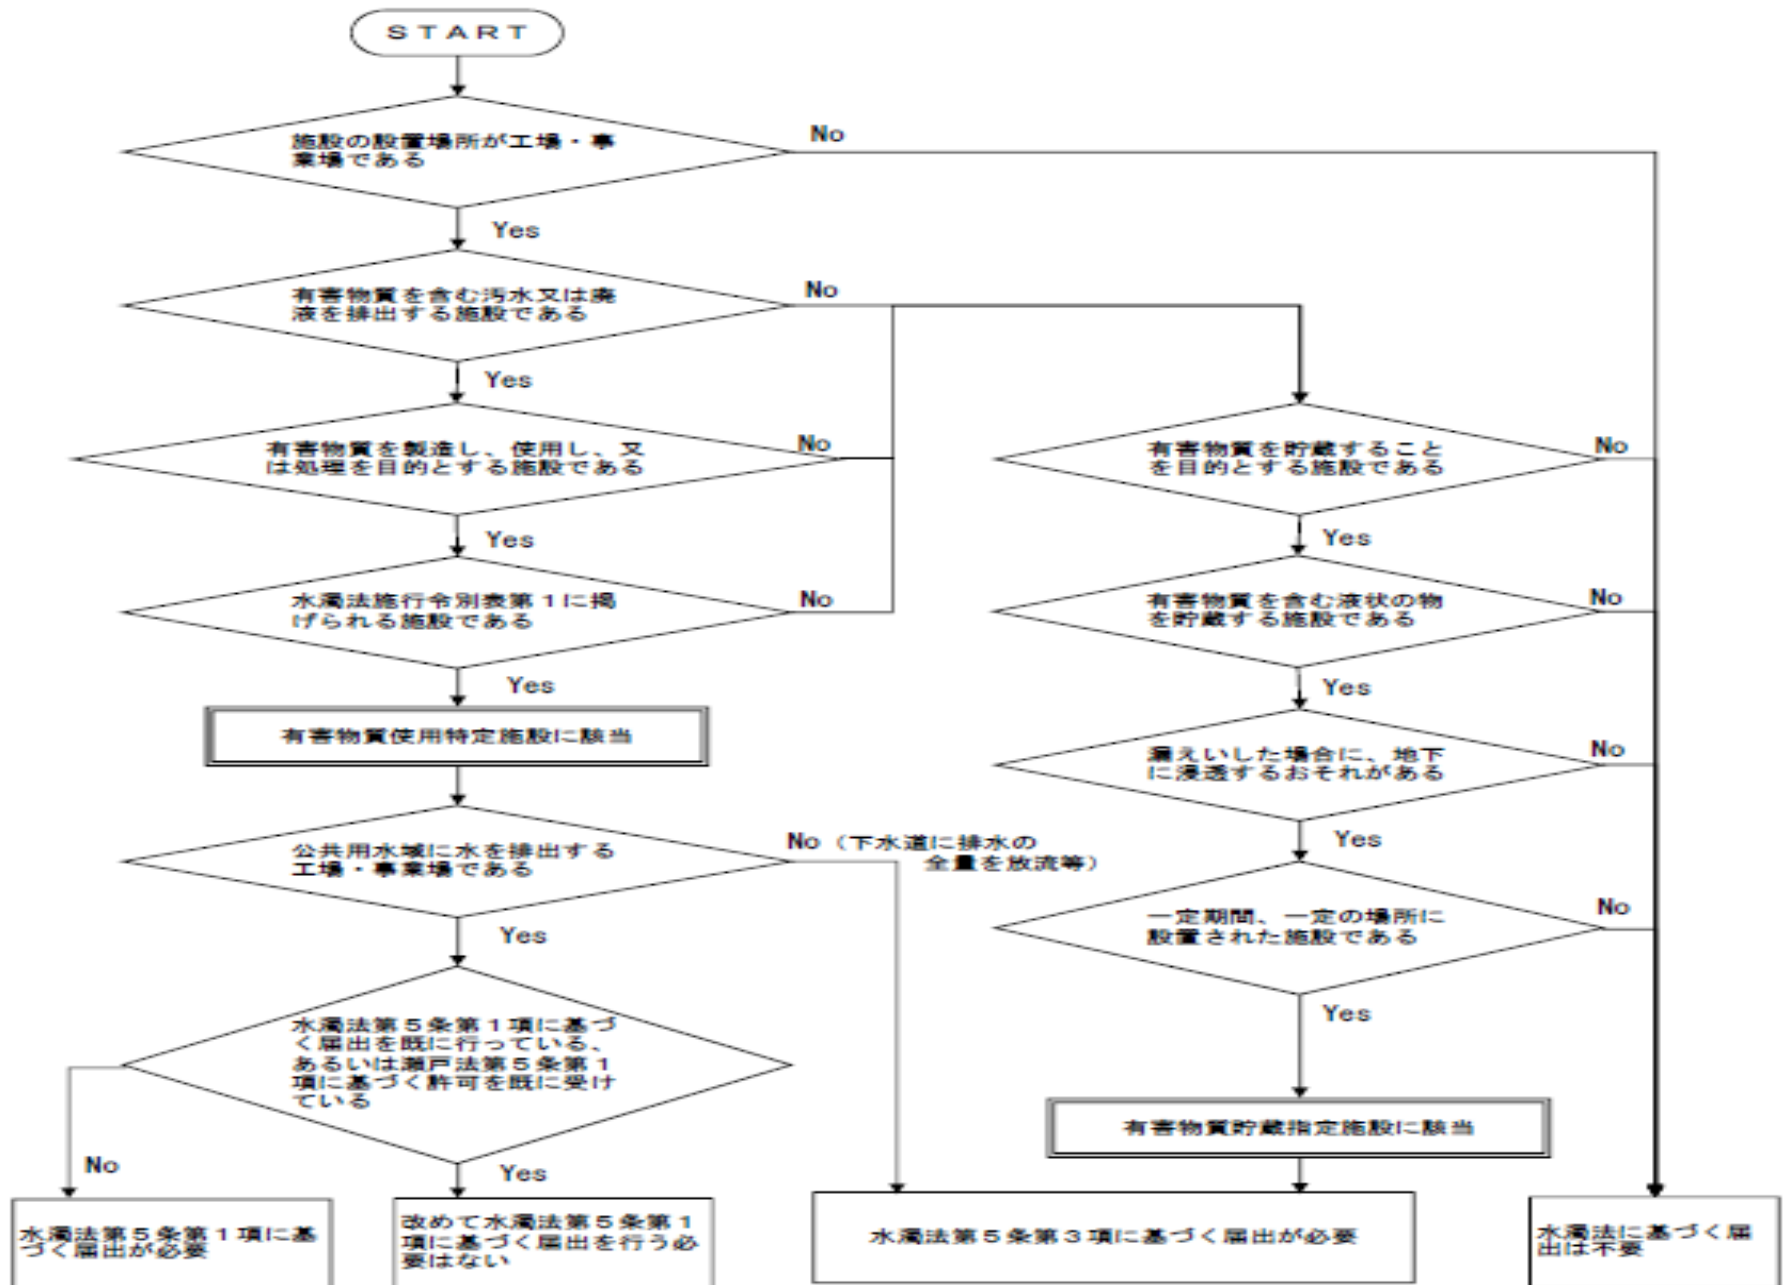 START
施設の設置場所が工場・事
業場である
No
Yes
有害物質を含む汚水又は廃
液を排出する施設である
No
Yes
有害物質を製造し、使用し、又
は処理を目的とする施設である
No
Yes
水濁法施行令別表第1に掲
げられる施設である
No
Yes
有害物質使用特定施設に該当
公共用水域に水を排出する
工場・事業場である
No（下水道に排水の
全量を放流等）
Yes
水濁法第5条第1項に基づ
く届出を既に行っている、
あるいは瀬戸法第5条第1
項に基づく許可を既に受け
ている
No
Yes
水濁法第5条第1項に基
づく届出が必要
改めて水濁法第5条第1
項に基づく届出を行う必
要はない
有害物質を貯蔵すること
を目的とする施設である
No
Yes
有害物質を含む液状の物
を貯蔵する施設である
No
Yes
漏えいした場合に、地下
に浸透するおそれがある
No
Yes
一定期間、一定の場所に
設置された施設である
No
Yes
有害物質貯蔵指定施設に該当
水濁法第5条第3項に基づく届出が必要
水濁法に基づく届
出は不要